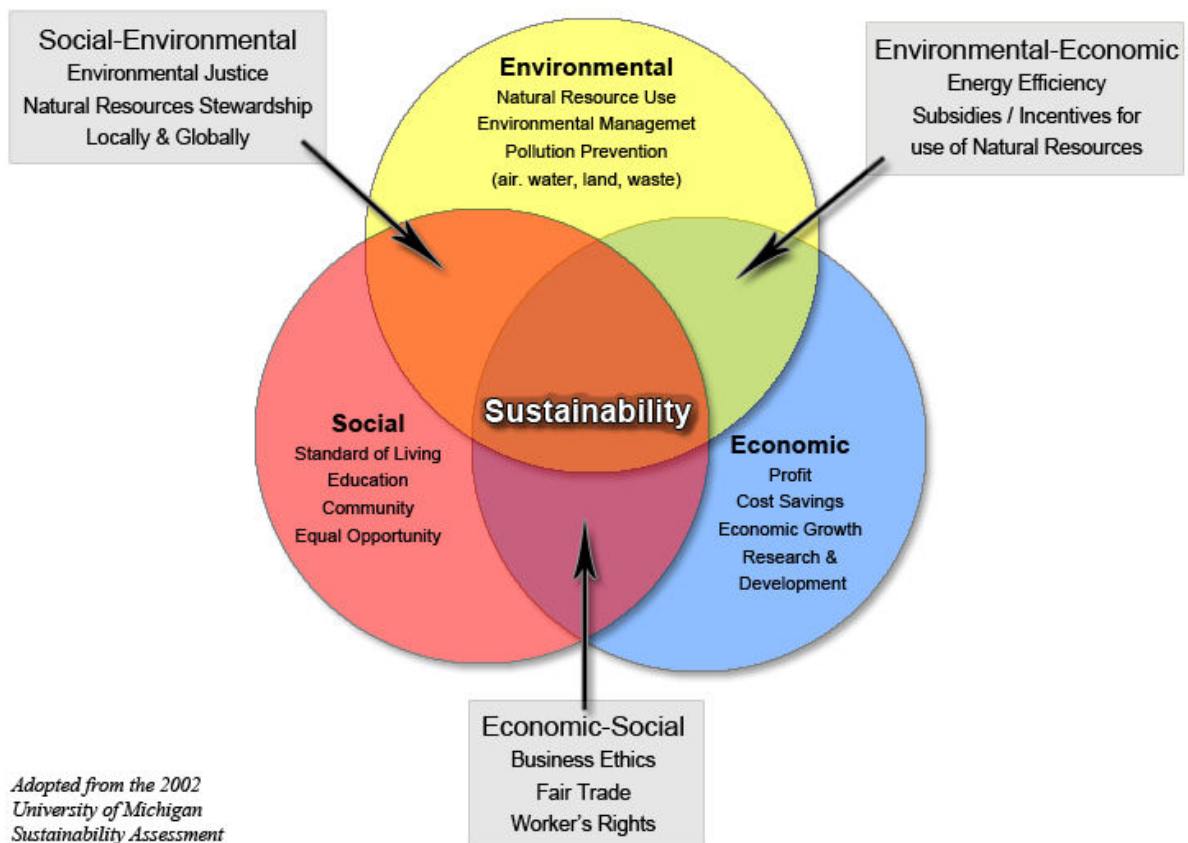 Social-Environmental
Environmental Justice
Natural Resources Stewardship
Locally & Globally
Environmental
Natural Resource Use
Environmental Managemet
Pollution Prevention
(air. water, land, waste)
Environmental-Economic
Energy Efficiency
Subsidies / Incentives for
use of Natural Resources
Sustainability
Social
Standard of Living
Education
Community
Equal Opportunity
Economic
Profit
Cost Savings
Economic Growth
Research &
Development
Economic-Social
Business Ethics
Fair Trade
Worker's Rights
Adopted from the 2002
University of Michigan
Sustainability Assessment